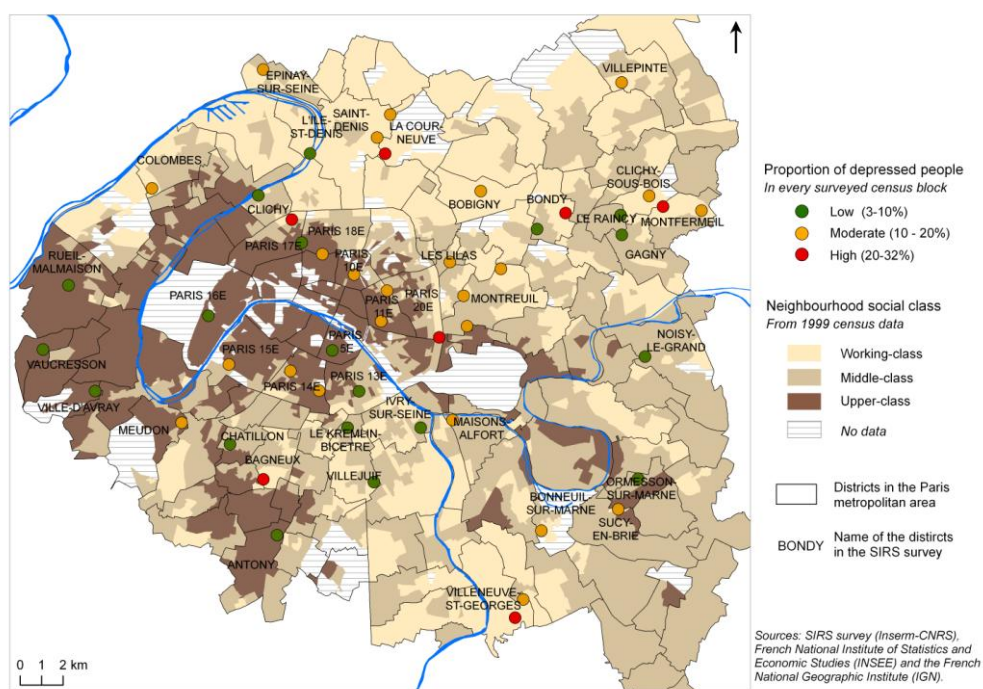 VILLEPINTE
EPINAY-
SUR-SEINE
SAINT-
DENIS
L'ILE-
ST-DENIS
LA COUR-
NEUVE
COLOMBES
CLICHY-
SOUS-BOIS
BOBIGNY
BONDY
LE RAINCY
MONTFERMEIL
CLICHY
PARIS 18E
PARIS 17E
GAGNY
RUEIL-
MALMAISON
PARIS
10E
LES LILAS
PARIS 16E
PARIS
11E
PARIS
20E
MONTREUIL
NOISY-
LE-GRAND
PARIS
5E
PARIS 15E
VAUCRESSON
PARIS 14E
PARIS 13E
VILLE-D'AVRAY
IVRY-
SUR-SEINE
MEUDON
MAISONS-
ALFORT
CHATILLON
LE KREMLIN-
BICETRE
BAGNEUX
VILLEJUIF
ORMESSON-
SUR-MARNE
BONNEUIL-
SUR-MARNE
SUCY-
EN-BRIE
ANTONY
VILLENEUVE-
ST-GEORGES
0 1 2 km
Proportion of depressed people
In every surveyed census block
Low (3-10%)
Moderate (10 - 20%)
High (20-32%)
Neighbourhood social class
From 1999 census data
Working-class
Middle-class
Upper-class
No data
Districts in the Paris
metropolitan area
BONDY
Name of the distircts
in the SIRS survey
Sources: SIRS survey (Inserm-CNRS),
French National Institute of Statistics and
Economic Studies (INSEE) and the French
National Geographic Institute (IGN).